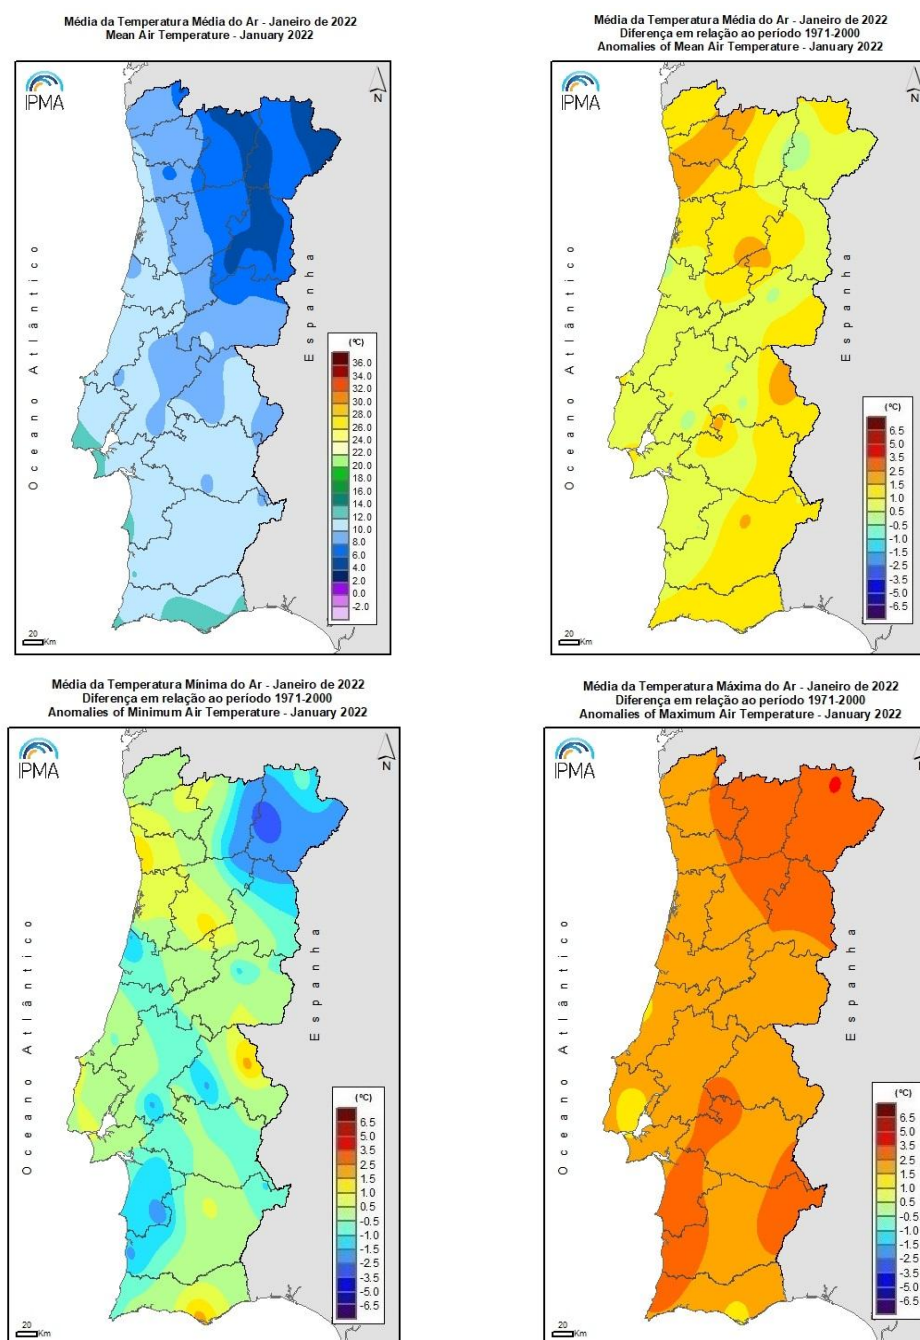 Média da Temperatura Média do Ar - Janeiro de 2022
Mean Air Temperature - January 2022
IPMA
N
Oceano Atlântico
Espanha
(ºC)
36.0
34.0
32.0
30.0
28.0
26.0
24.0
22.0
20.0
18.0
16.0
14.0
12.0
10.0
8.0
6.0
4.0
2.0
0.0
-2.0
20
Km
Média da Temperatura Média do Ar - Janeiro de 2022
Diferença em relação ao período 1971-2000
Anomalies of Mean Air Temperature - January 2022
IPMA
N
Oceano Atlântico
Espanha
(ºC)
6.5
5.0
3.5
2.5
1.5
1.0
0.5
-0.5
-1.0
-1.5
-2.5
-3.5
-5.0
-6.5
20
Km
Média da Temperatura Mínima do Ar - Janeiro de 2022
Diferença em relação ao período 1971-2000
Anomalies of Minimum Air Temperature - January 2022
IPMA
N
Oceano Atlântico
Espanha
(ºC)
6.5
5.0
3.5
2.5
1.5
1.0
0.5
-0.5
-1.0
-1.5
-2.5
-3.5
-5.0
-6.5
20
Km
Média da Temperatura Máxima do Ar - Janeiro de 2022
Diferença em relação ao período 1971-2000
Anomalies of Maximum Air Temperature - January 2022
IPMA
Oceano Atlântico
Espanha
(ºC)
6.5
5.0
3.5
2.5
1.5
1.0
0.5
-0.5
-1.0
-1.5
-2.5
-3.5
-5.0
-6.5
20
Km